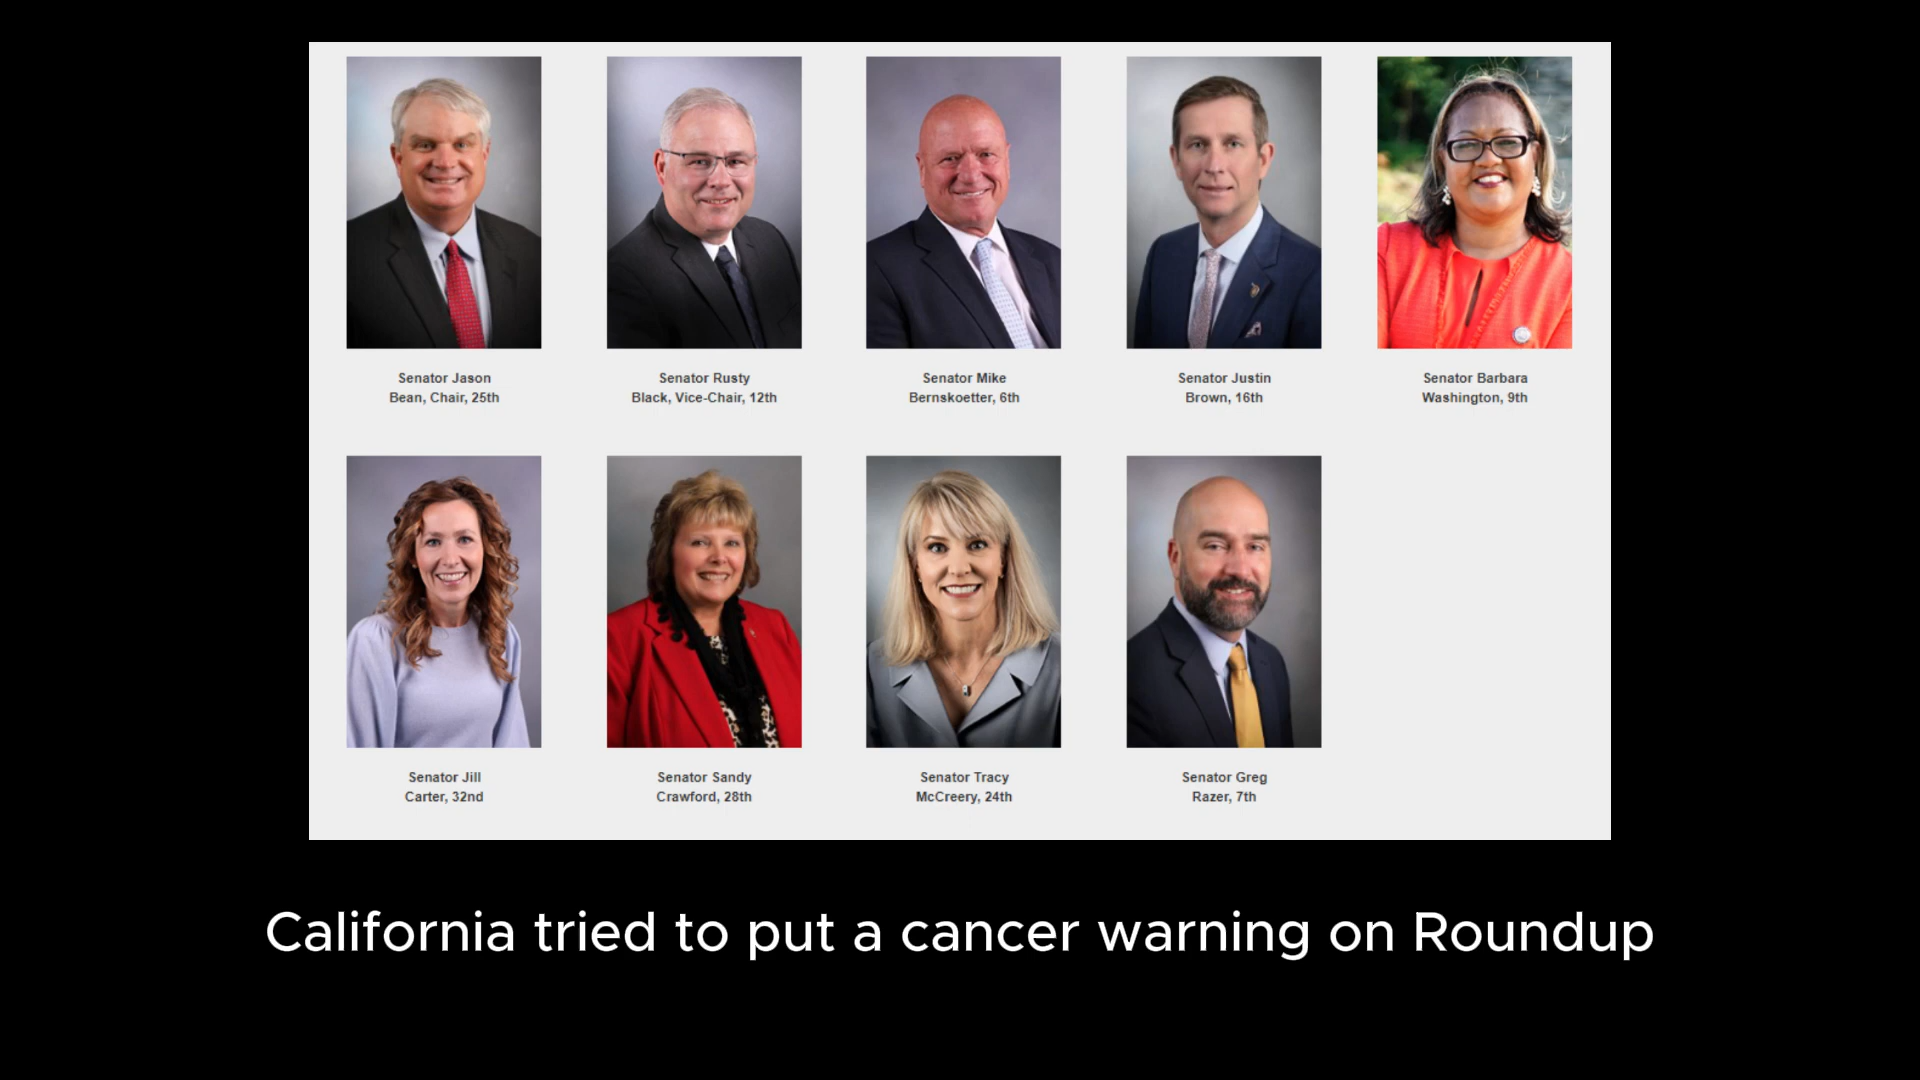 Senator Jason
Bean, Chair, 25th
Senator Rusty
Black, Vice-Chair, 12th
Senator Mike
Bernskoetter, 6th
Senator Justin
Brown, 16th
Senator Barbara
Washington, 9th
Senator Jill
Carter, 32nd
Senator Sandy
Crawford, 28th
Senator Tracy
McCreery, 24th
Senator Greg
Razer, 7th
California tried to put a cancer warning on Roundup